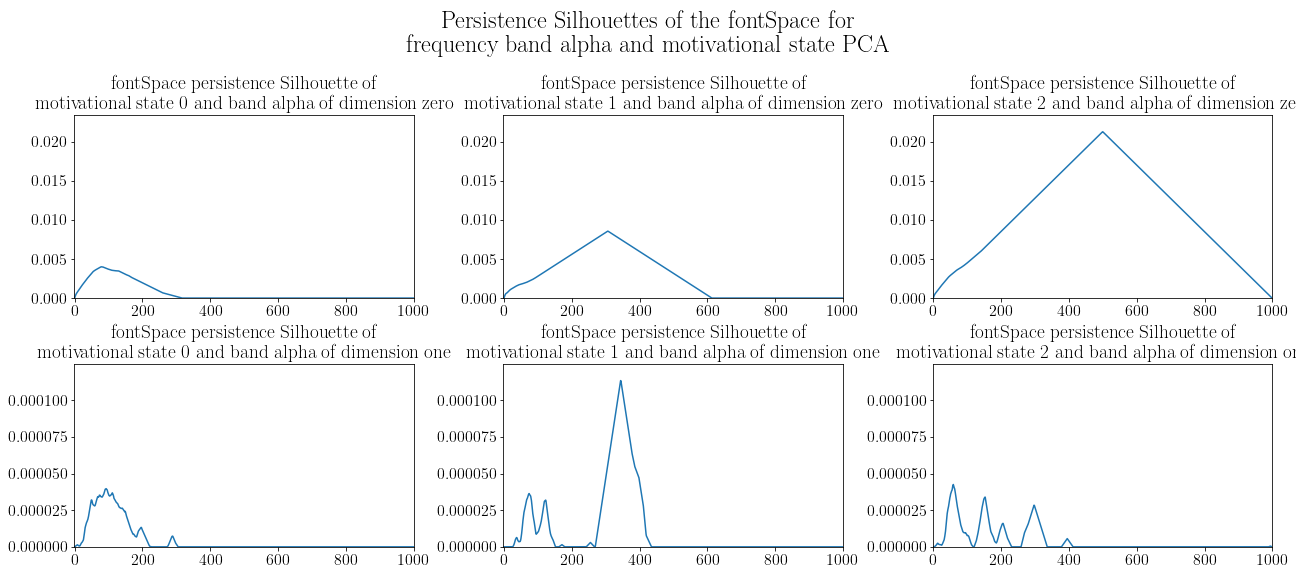 Persistence Silhouettes of the fontSpace for
frequency band alpha and motivational state PCA
fontSpace persistence Silhouette of
motivational state 0 and band alpha of dimension zero
fontSpace persistence Silhouette of
motivational state 1 and band alpha of dimension zero
fontSpace persistence Silhouette of
motivational state 2 and band alpha of dimension ze
0.020
0.015
0.010
0.005
0.000
0 200 400 600 800 1000
0.020
0.015
0.010
0.005
0.000
0 200 400 600 800 1000
0.020
0.015
0.010
0.005
0.000
0 200 400 600 800 1000
fontSpace persistence Silhouette of
motivational state 0 and band alpha of dimension one
fontSpace persistence Silhouette of
motivational state 1 and band alpha of dimension one
fontSpace persistence Silhouette of
motivational state 2 and band alpha of dimension on
0.000100
0.000075
0.000050
0.000025
0.000000
0 200 400 600 800 1000
0.000100
0.000075
0.000050
0.000025
0.000000
0 200 400 600 800 1000
0.000100
0.000075
0.000050
0.000025
0.000000
0 200 400 600 800 1000